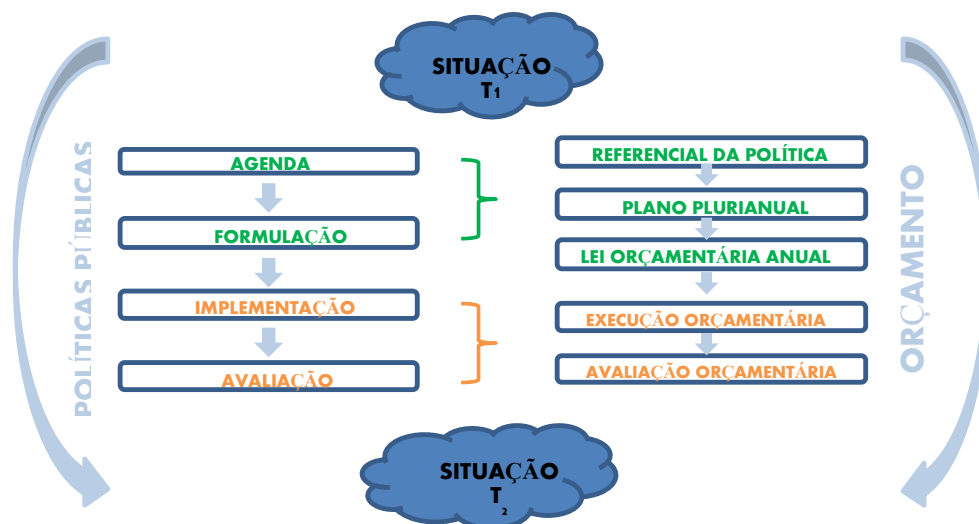 SITUAÇÃO
T1
POLÍTICAS PÚBLICAS
AGENDA
FORMULAÇÃO
IMPLEMENTAÇÃO
AVALIAÇÃO
REFERENCIAL DA POLÍTICA
PLANO PLURIANUAL
LEI ORÇAMENTÁRIA ANUAL
EXECUÇÃO ORÇAMENTÁRIA
AVALIAÇÃO ORÇAMENTÁRIA
ORÇAMENTO
SITUAÇÃO
T2